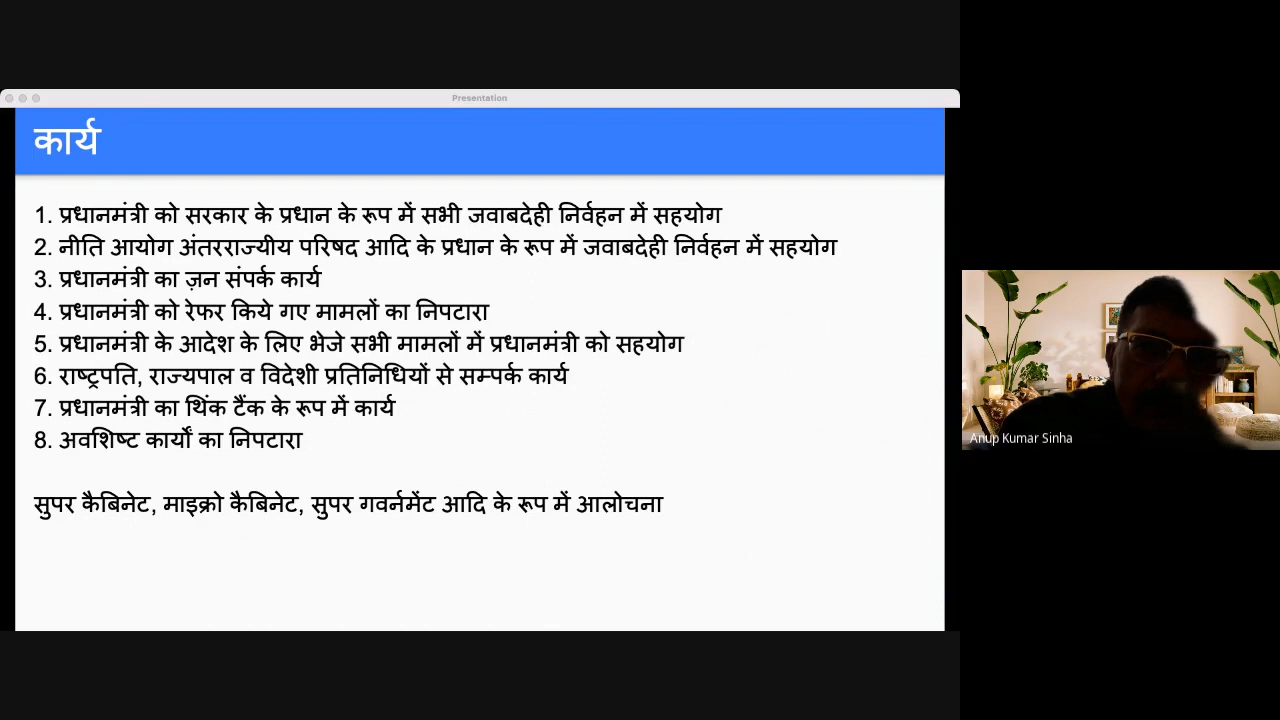 Presentation
कार्य
1. प्रधानमंत्री को सरकार के प्रधान के रूप में सभी जवाबदेही निर्वहन में सहयोग
2. नीति आयोग अंतरराज्यीय परिषद आदि के प्रधान के रूप में जवाबदेही निर्वहन में सहयोग
3. प्रधानमंत्री का ज़न संपर्क कार्य
4. प्रधानमंत्री को रेफर किये गए मामलों का निपटारा
5. प्रधानमंत्री के आदेश के लिए भेजे सभी मामलों में प्रधानमंत्री को सहयोग
6. राष्ट्रपति, राज्यपाल व विदेशी प्रतिनिधियों से सम्पर्क कार्य
7. प्रधानमंत्री का थिंक टैंक के रूप में कार्य
8. अवशिष्ट कार्यों का निपटारा
सुपर कैबिनेट, माइक्रो कैबिनेट, सुपर गवर्नमेंट आदि के रूप में आलोचना
Anup Kumar Sinha